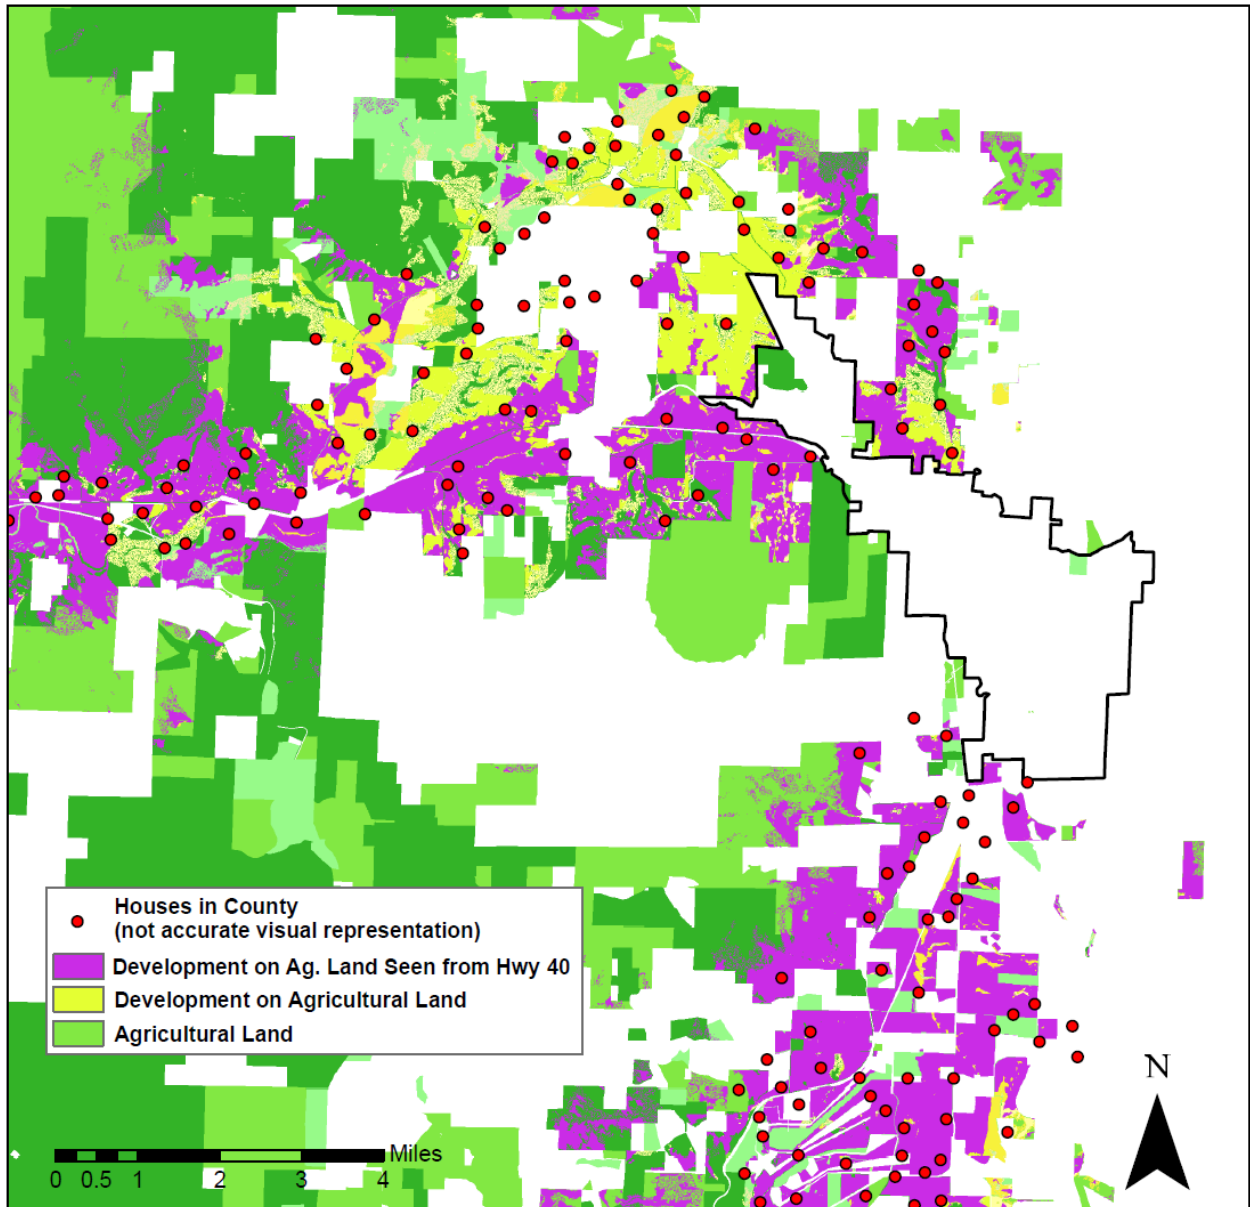 N
Houses in County
(not accurate visual representation)
Development on Ag. Land Seen from Hwy 40
Development on Agricultural Land
Agricultural Land
Miles
0 0.5 1 2 3 4